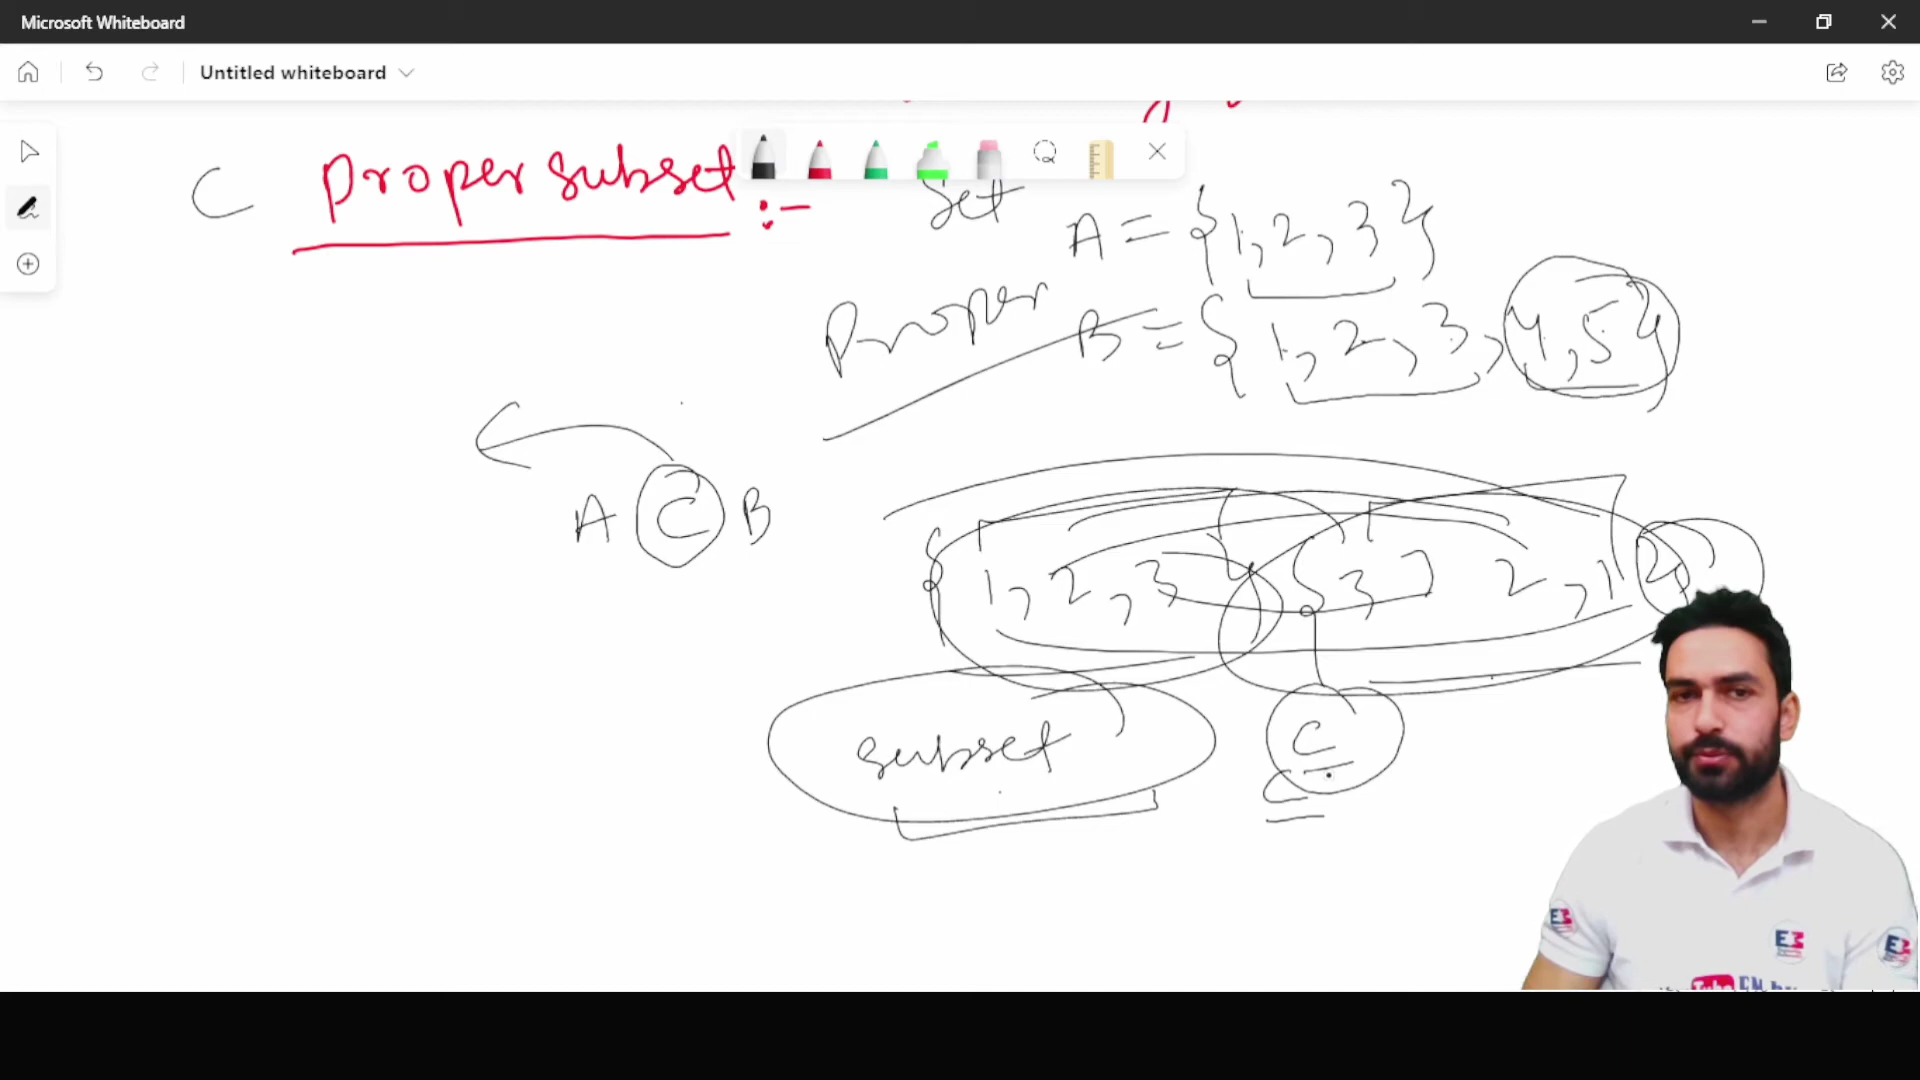 Microsoft Whiteboard
Untitled whiteboard
⊂ Proper subset :-
Set
A = {1, 2, 3}
Proper
B = {1, 2, 3, 4, 5}
A ⊂ B
{1, 2, 3} {3 2, 1}
subset
⊆
⊆